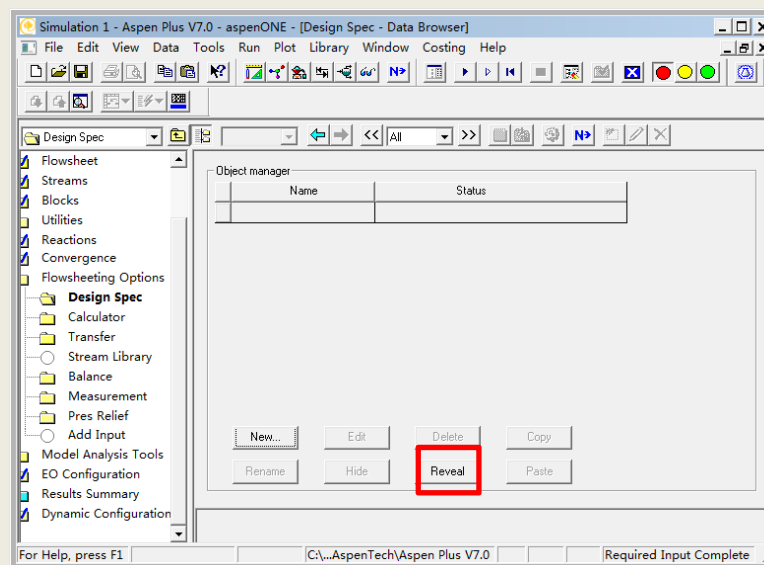 Simulation 1 - Aspen Plus V7.0 - aspenONE - [Design Spec - Data Browser]
File Edit View Data Tools Run Plot Library Window Costing Help
N>
Design Spec
All
<< >> N>
Object manager
Name Status
Flowsheet
Streams
Blocks
Utilities
Reactions
Convergence
Flowsheeting Options
Design Spec
Calculator
Transfer
Stream Library
Balance
Measurement
Pres Relief
Add Input
Model Analysis Tools
EO Configuration
Results Summary
Dynamic Configuration
New... Edit Delete Copy
Rename Hide Reveal Paste
For Help, press F1 C:\...AspenTech\Aspen Plus V7.0 Required Input Complete